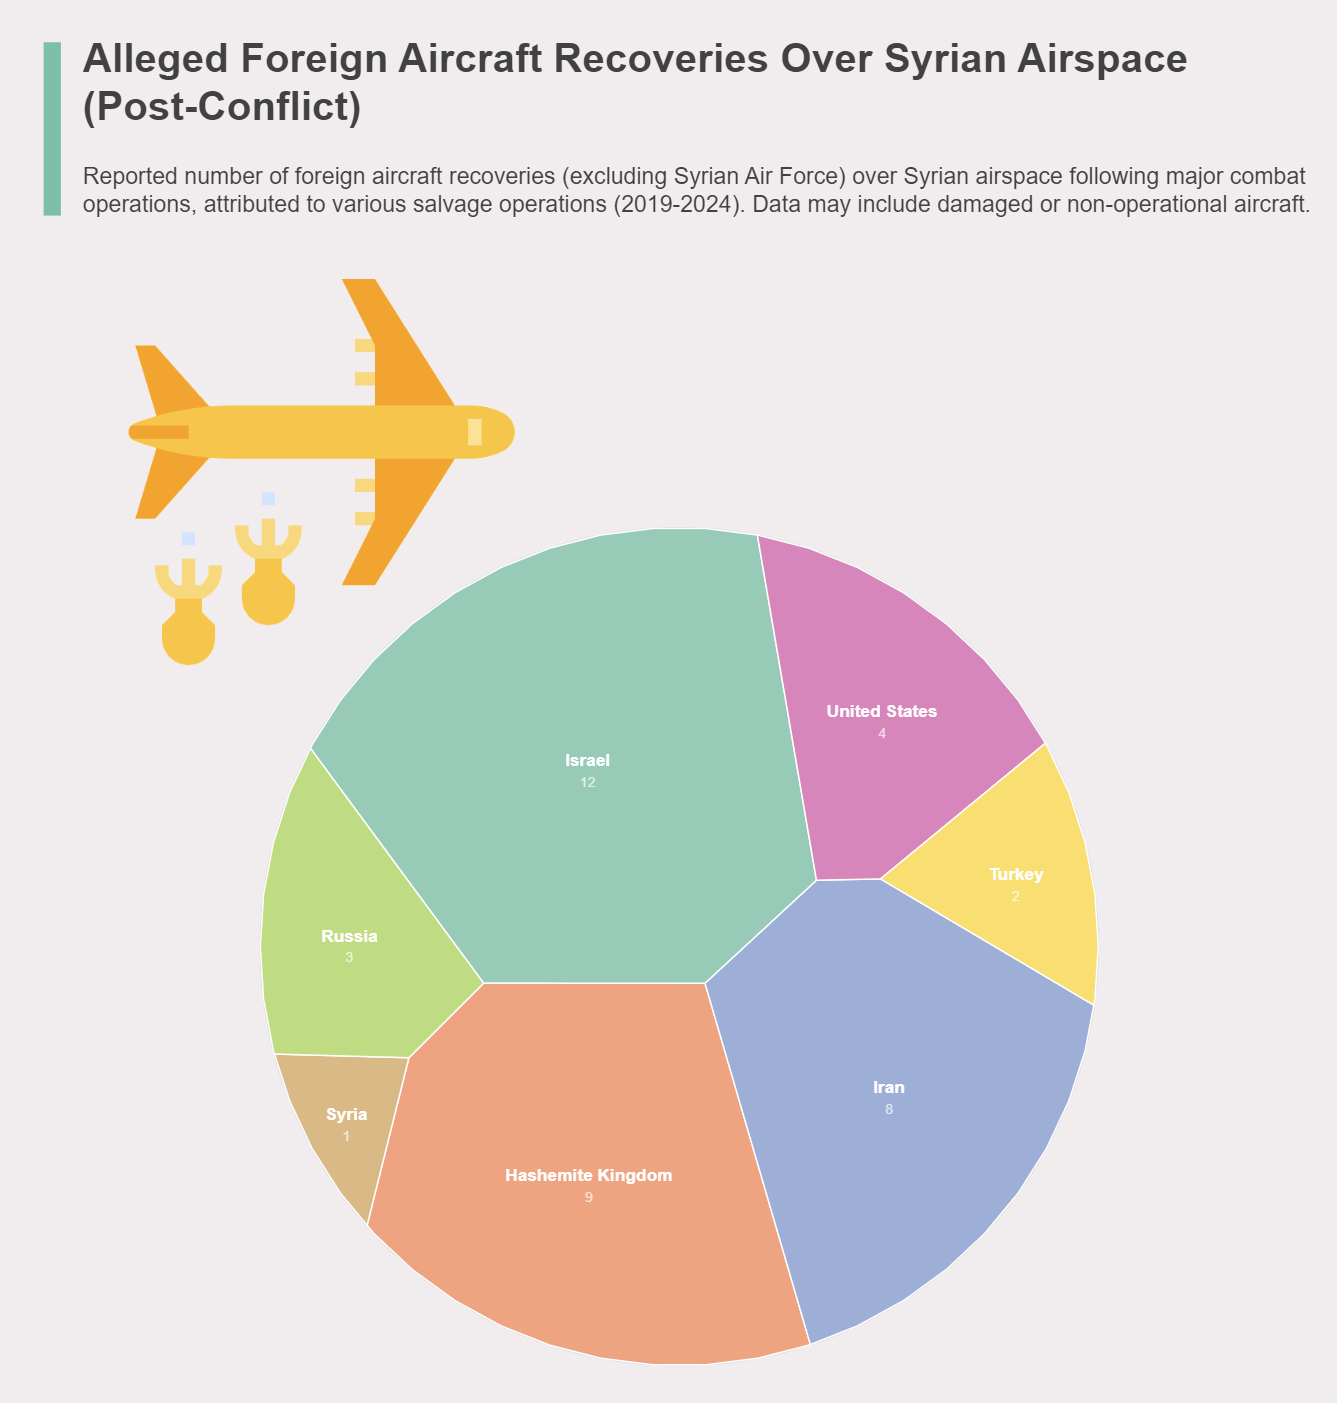 Alleged Foreign Aircraft Recoveries Over Syrian Airspace
(Post-Conflict)
Reported number of foreign aircraft recoveries (excluding Syrian Air Force) over Syrian airspace following major combat
operations, attributed to various salvage operations (2019-2024). Data may include damaged or non-operational aircraft.
United States
4
Israel
12
Turkey
2
Russia
3
Iran
8
Syria
1
Hashemite Kingdom
9